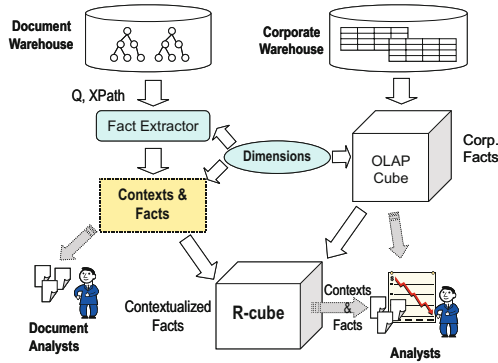 Document
Warehouse
Corporate
Warehouse
Q, XPath
Fact Extractor
Dimensions
OLAP
Cube
Corp.
Facts
Contexts &
Facts
Contextualized
Facts
R-cube
Contexts
&
Facts
Document
Analysts
$
Analysts